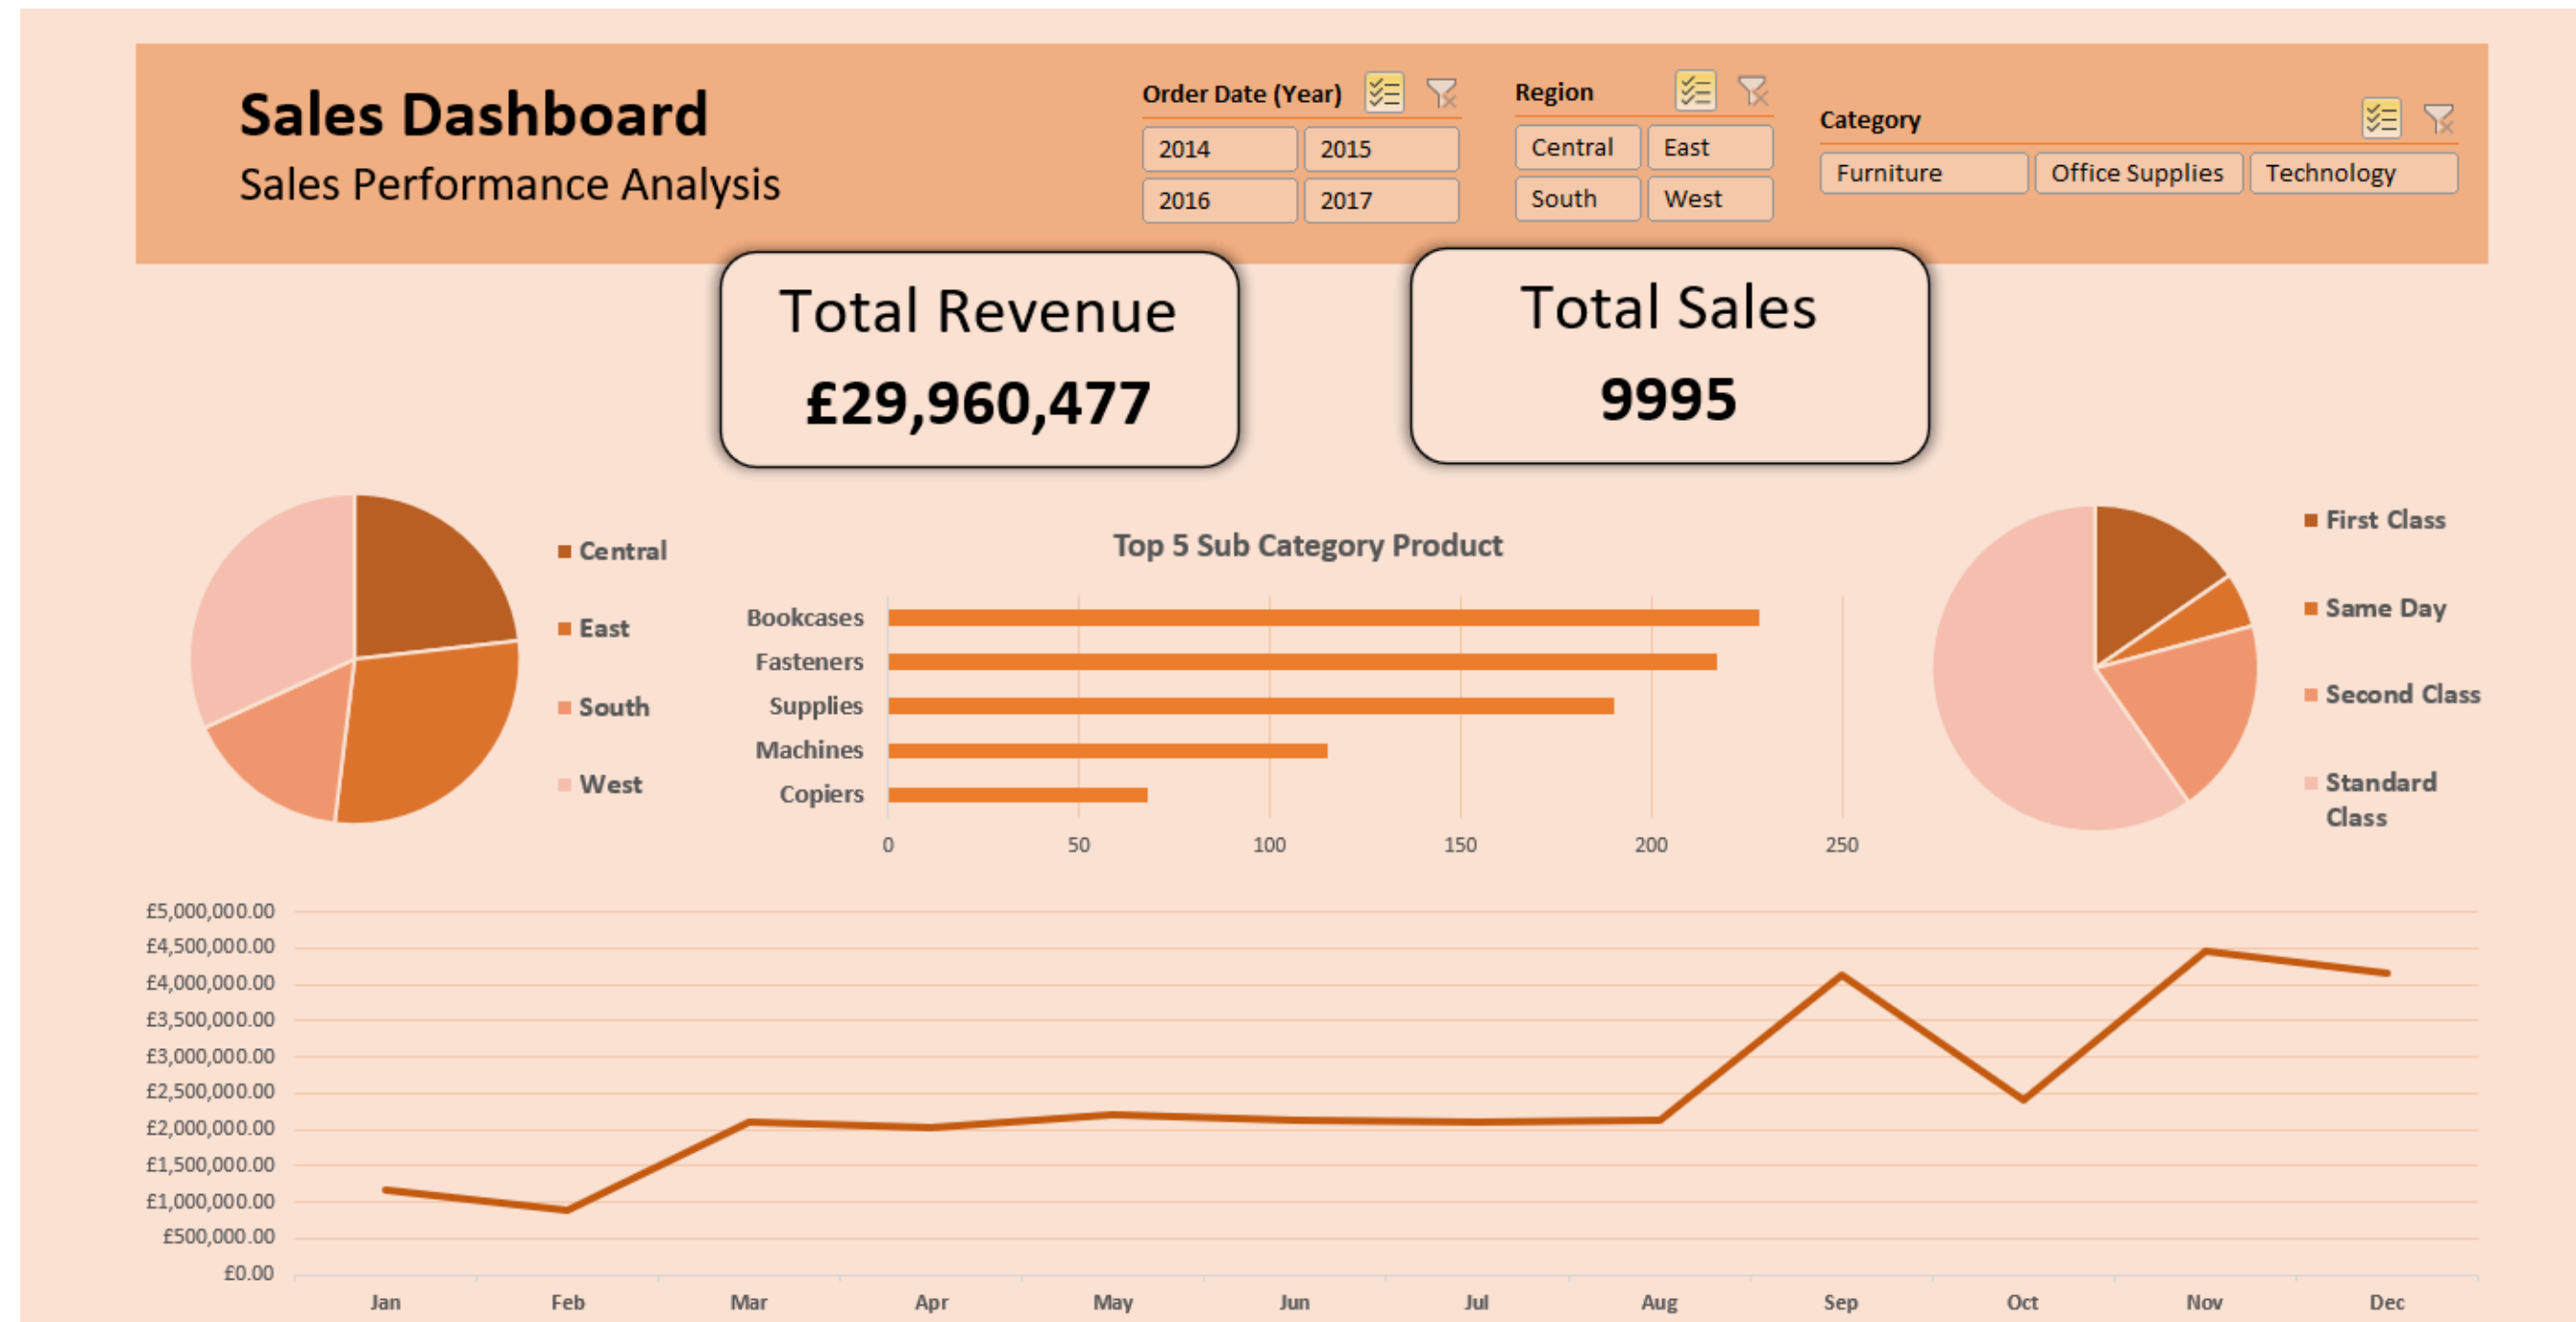 Sales Dashboard
Sales Performance Analysis
Order Date (Year)
2014
2015
2016
2017
Region
Central
East
South
West
Category
Furniture
Office Supplies
Technology
Total Revenue
£29,960,477
Total Sales
9995
Central
East
South
West
Top 5 Sub Category Product
Bookcases
Fasteners
Supplies
Machines
Copiers
0
50
100
150
200
250
First Class
Same Day
Second Class
Standard
Class
£5,000,000.00
£4,500,000.00
£4,000,000.00
£3,500,000.00
£3,000,000.00
£2,500,000.00
£2,000,000.00
£1,500,000.00
£1,000,000.00
£500,000.00
£0.00
Jan
Feb
Mar
Apr
May
Jun
Jul
Aug
Sep
Oct
Nov
Dec